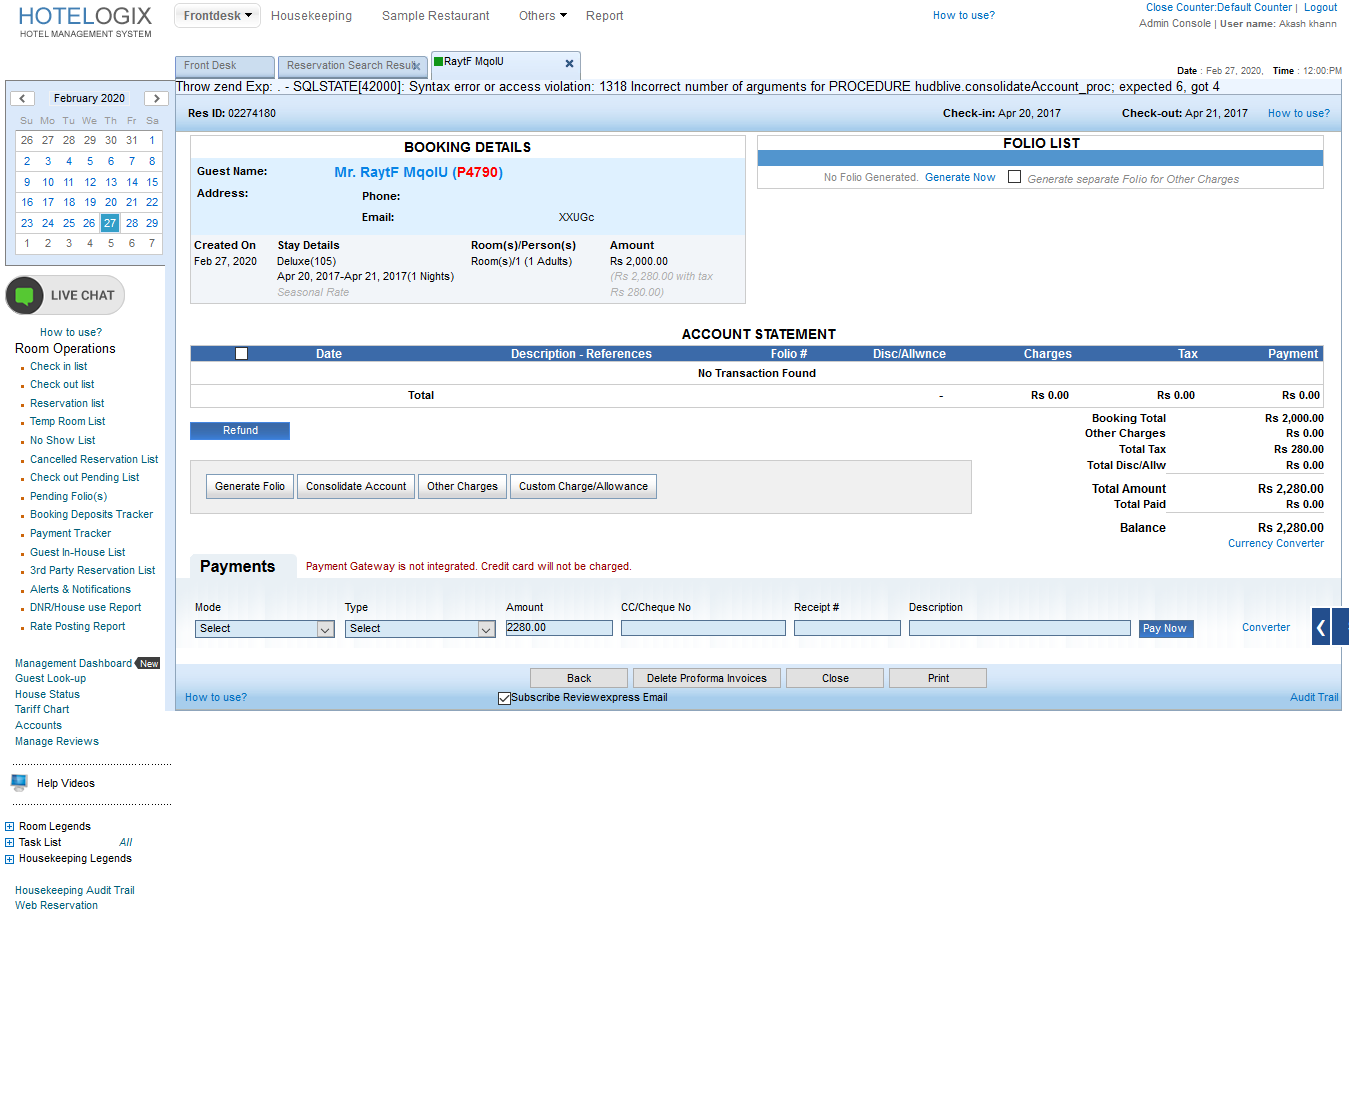 HOTELOGIX
HOTEL MANAGEMENT SYSTEM
Frontdesk Housekeeping Sample Restaurant Others Report How to use?
Close Counter:Default Counter | Logout
Admin Console | User name: Akash khann
Front Desk Reservation Search Result RaytF MqolU
Date : Feb 27, 2020, Time : 12:00:PM
Throw zend Exp: . - SQLSTATE[42000]: Syntax error or access violation: 1318 Incorrect number of arguments for PROCEDURE hudblive.consolidateAccount_proc; expected 6, got 4
February 2020
Su Mo Tu We Th Fr Sa
26 27 28 29 30 31 1
2 3 4 5 6 7 8
9 10 11 12 13 14 15
16 17 18 19 20 21 22
23 24 25 26 27 28 29
1 2 3 4 5 6 7
LIVE CHAT
How to use?
Room Operations
Check in list
Check out list
Reservation list
Temp Room List
No Show List
Cancelled Reservation List
Check out Pending List
Pending Folio(s)
Booking Deposits Tracker
Payment Tracker
Guest In-House List
3rd Party Reservation List
Alerts & Notifications
DNR/House use Report
Rate Posting Report
Management Dashboard New
Guest Look-up
House Status
Tariff Chart
Accounts
Manage Reviews
Help Videos
Room Legends
Task List All
Housekeeping Legends
Housekeeping Audit Trail
Web Reservation
Res ID: 02274180 Check-in: Apr 20, 2017 Check-out: Apr 21, 2017 How to use?
BOOKING DETAILS
Guest Name: Mr. RaytF MqolU (P4790)
Address: Phone:
Email: XXUGc
Created On Stay Details Room(s)/Person(s) Amount
Feb 27, 2020 Deluxe(105) Room(s)/1 (1 Adults) Rs 2,000.00
Apr 20, 2017-Apr 21, 2017(1 Nights) (Rs 2,280.00 with tax
Seasonal Rate Rs 280.00)
FOLIO LIST
No Folio Generated. Generate Now Generate separate Folio for Other Charges
ACCOUNT STATEMENT
Date Description - References Folio # Disc/Allwnce Charges Tax Payment
No Transaction Found
Total - Rs 0.00 Rs 0.00 Rs 0.00
Refund
Generate Folio Consolidate Account Other Charges Custom Charge/Allowance
Booking Total Rs 2,000.00
Other Charges Rs 0.00
Total Tax Rs 280.00
Total Disc/Allw Rs 0.00
Total Amount Rs 2,280.00
Total Paid Rs 0.00
Balance Rs 2,280.00
Currency Converter
Payments Payment Gateway is not integrated. Credit card will not be charged.
Mode Type Amount CC/Cheque No Receipt # Description
Select Select 2280.00 Pay Now Converter
Back Delete Proforma Invoices Close Print
How to use? Subscribe Reviewexpress Email Audit Trail